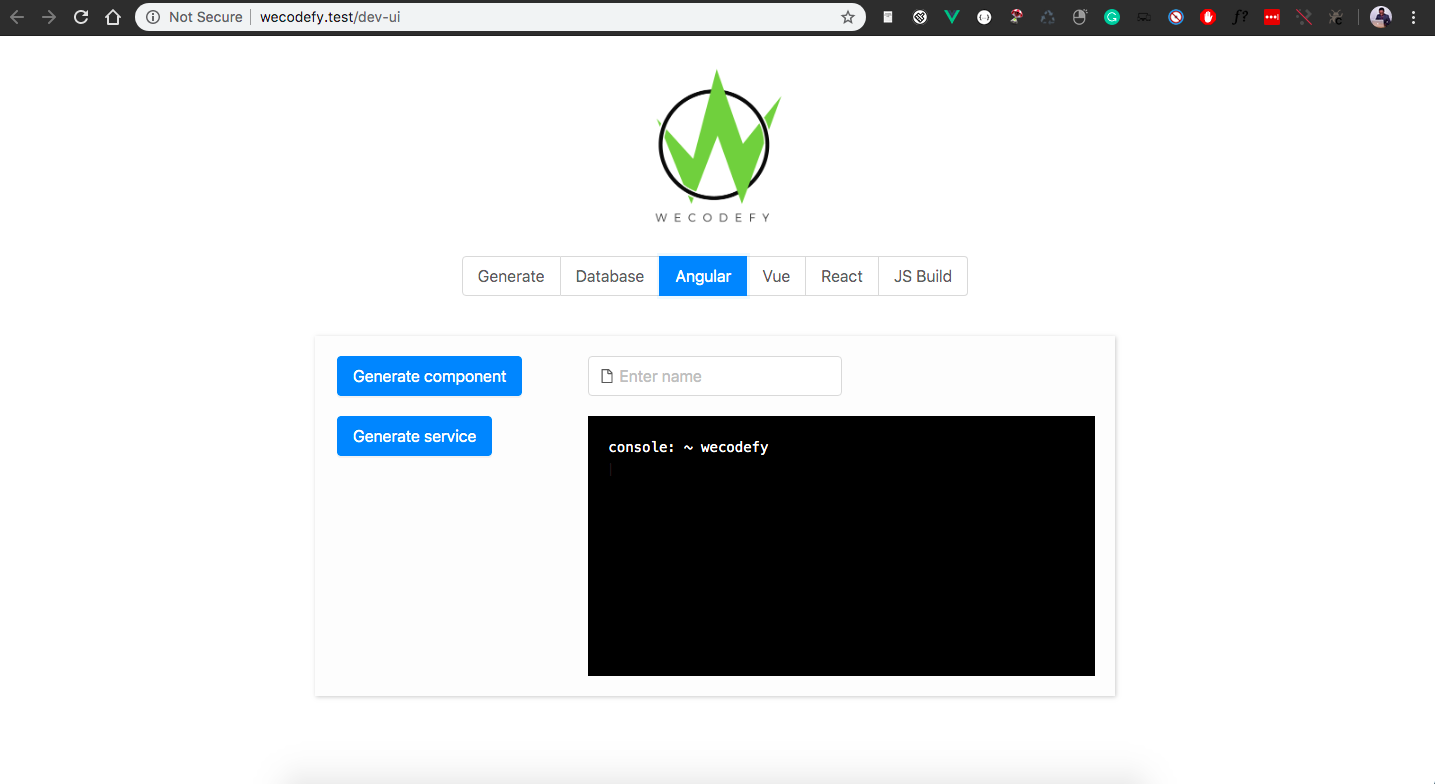 Not Secure wecodefy.test/dev-ui
f?
WECODEFY
Generate Database Angular Vue React JS Build
Generate component Enter name
Generate service
console: ~ wecodefy